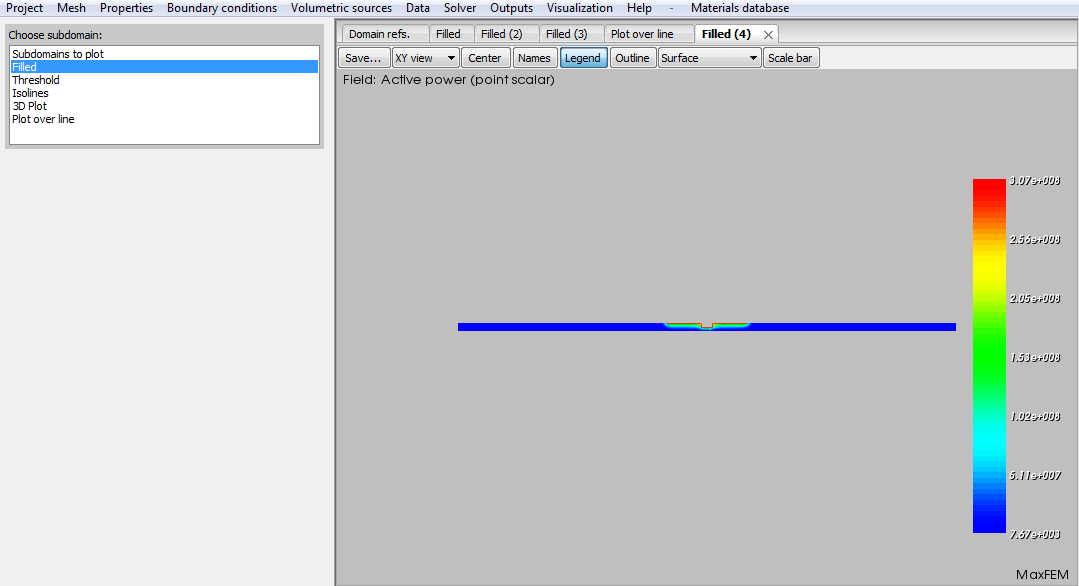 Project Mesh Properties Boundary conditions Volumetric sources Data Solver Outputs Visualization Help - Materials database
Choose subdomain:
Subdomains to plot
Filled
Threshold
Isolines
3D Plot
Plot over line
Domain refs. Filled Filled (2) Filled (3) Plot over line Filled (4)
Save... XY view Center Names Legend Outline Surface Scale bar
Field: Active power (point scalar)
3.07e+008
2.56e+008
2.05e+008
1.53e+008
1.02e+008
5.11e+007
7.67e+003
MaxFEM